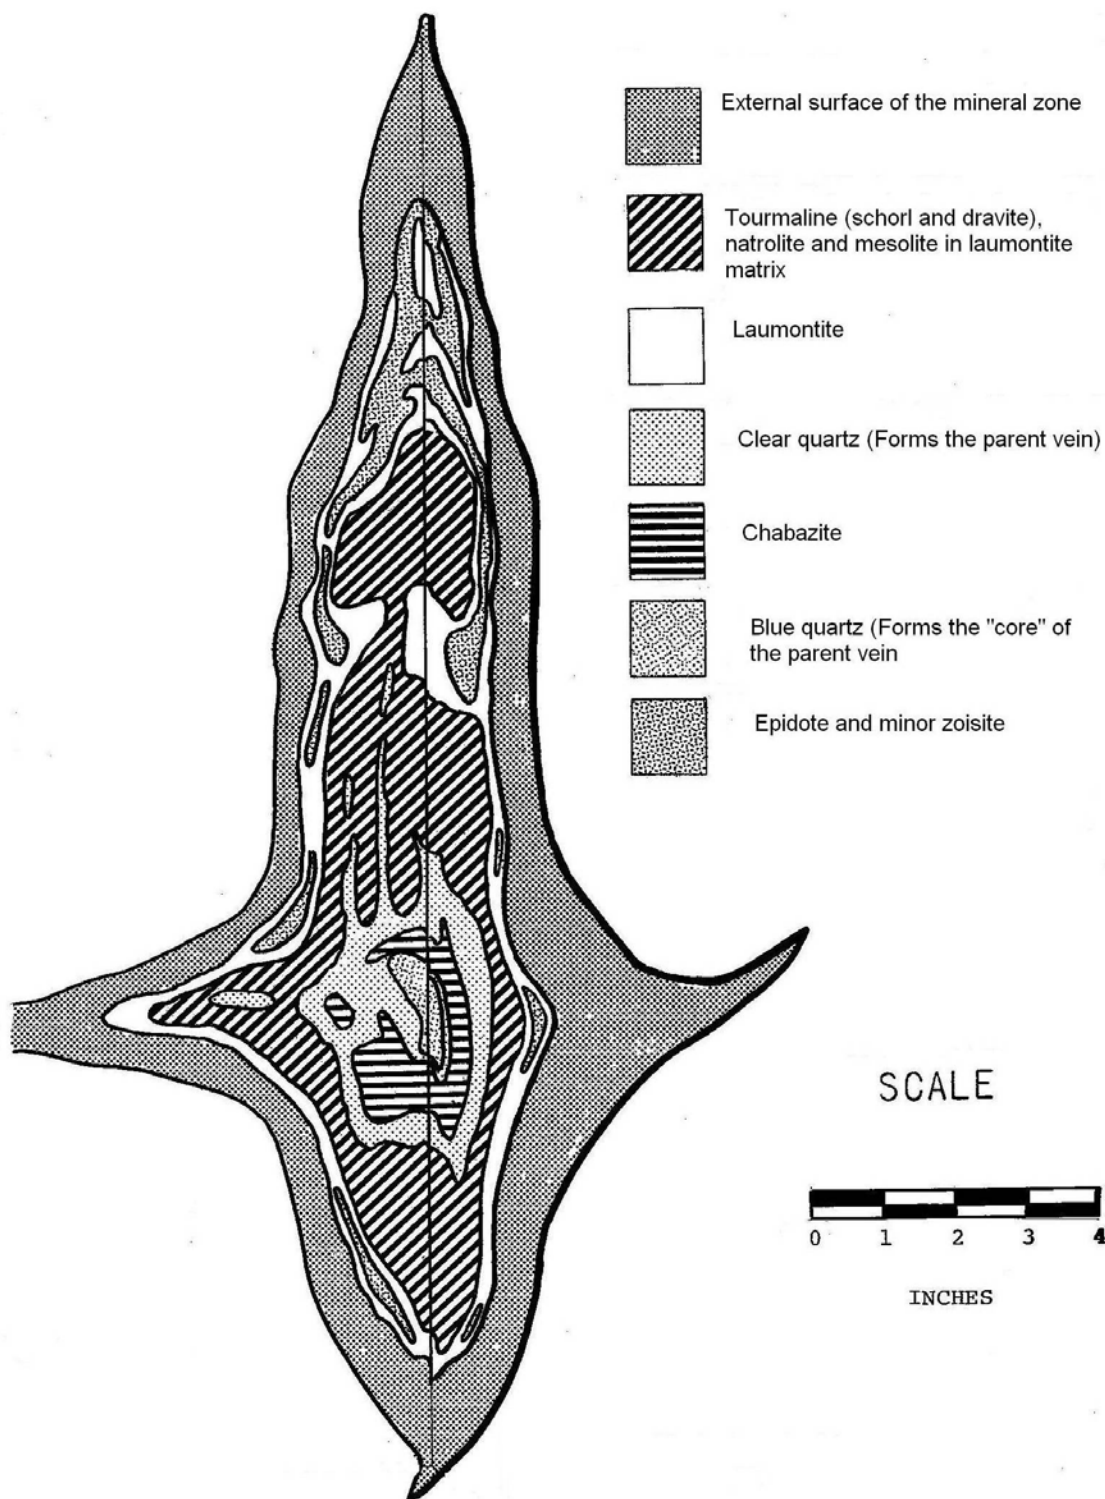 External surface of the mineral zone
Tourmaline (schorl and dravite),
natrolite and mesolite in laumontite
matrix
Laumontite
Clear quartz (Forms the parent vein)
Chabazite
Blue quartz (Forms the "core" of
the parent vein
Epidote and minor zoisite
SCALE
0 1 2 3 4
INCHES